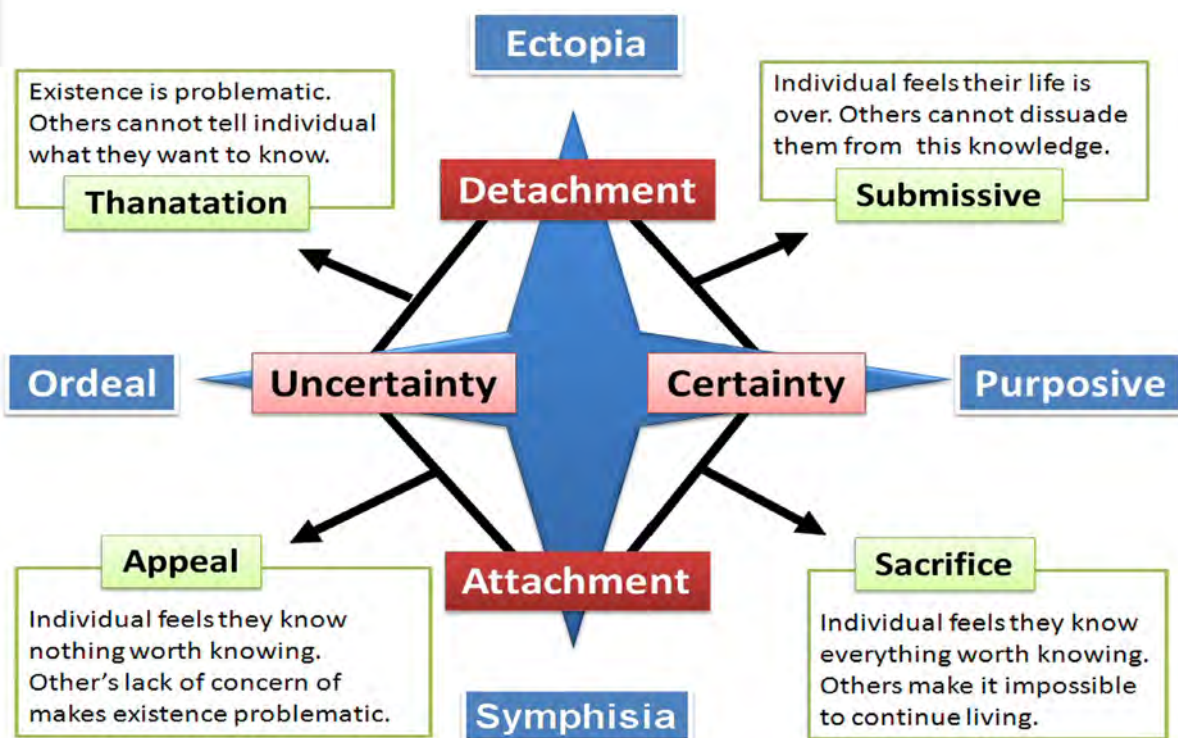 Ectopia
Existence is problematic.
Others cannot tell individual
what they want to know.
Thanatation
Individual feels their life is
over. Others cannot dissuade
them from this knowledge.
Submissive
Detachment
Ordeal
Uncertainty
Certainty
Purposive
Appeal
Individual feels they know
nothing worth knowing.
Other's lack of concern of
makes existence problematic.
Attachment
Sacrifice
Individual feels they know
everything worth knowing.
Others make it impossible
to continue living.
Symphisia